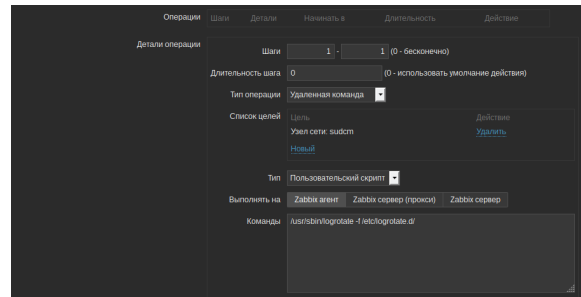 Операции Шаги Детали Начинать в Длительность Действие
Детали операции
Шаги 1 - 1 (0 - бесконечно)
Длительность шага 0 (0 - использовать умолчание действия)
Тип операции Удаленная команда
Список целей Цель Действие
Узел сети: sudcm Удалить
Новый
Тип Пользовательский скрипт
Выполнять на Zabbix агент Zabbix сервер (прокси) Zabbix сервер
Команды /usr/sbin/logrotate -f /etc/logrotate.d/